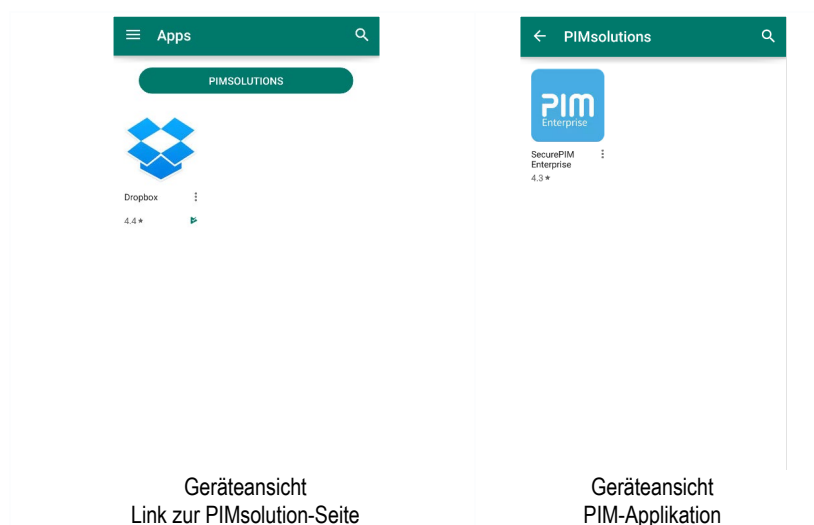 Apps
PIMSOLUTIONS
Dropbox
4.4 ★
Geräteansicht
Link zur PIMsolution-Seite
PIMsolutions
PIM
Enterprise
SecurePIM
Enterprise
4.3 ★
Geräteansicht
PIM-Applikation